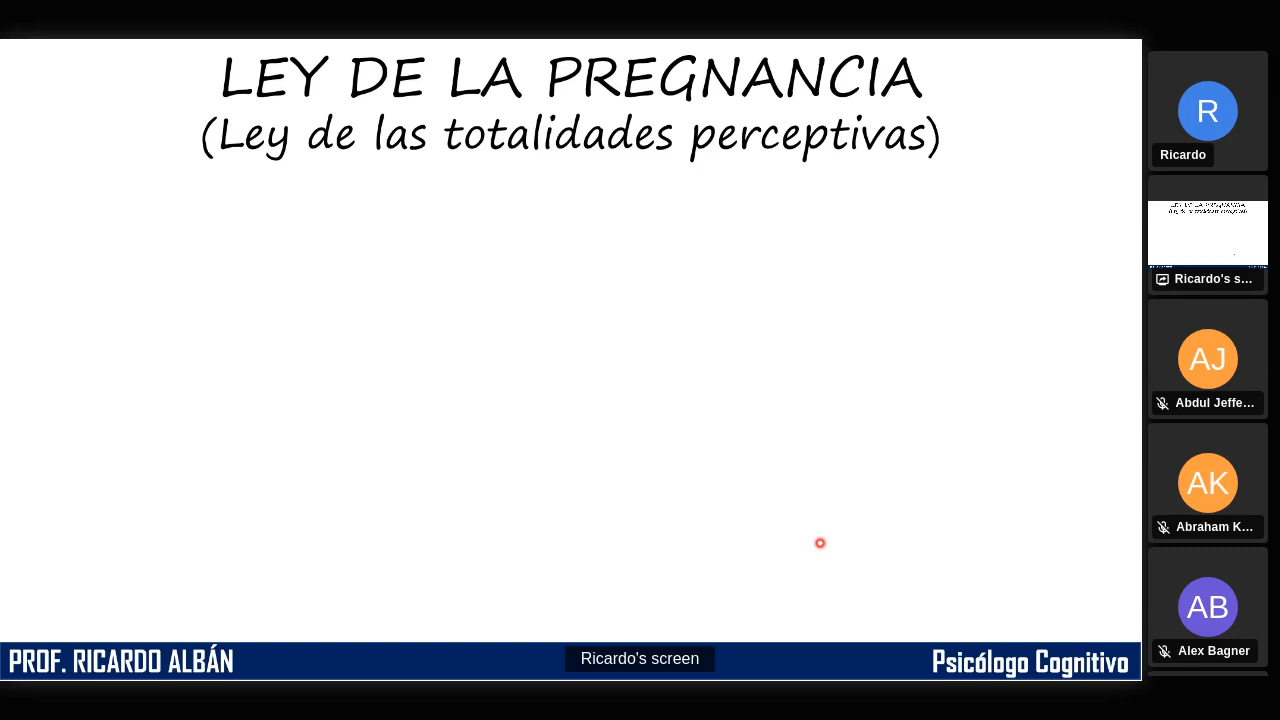 LEY DE LA PREGNANCIA
(Ley de las totalidades perceptivas)
PROF. RICARDO ALBÁN
Ricardo's screen
Psicólogo Cognitivo
R
Ricardo
Ricardo's s...
AJ
Abdul Jeffe...
AK
Abraham K...
AB
Alex Bagner